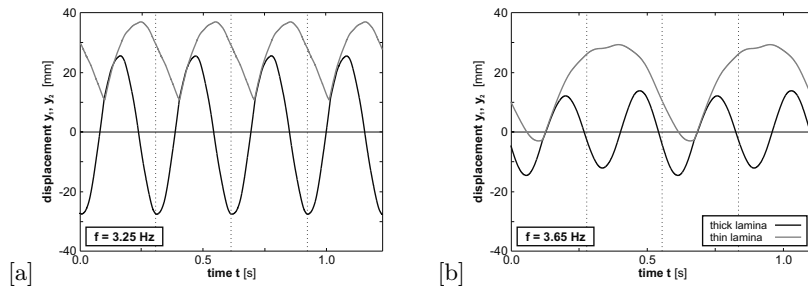 40
20
0
-20
-40
displacement y₁, y₂ [mm]
f = 3.25 Hz
0.0
0.5
1.0
time t [s]
[a]
40
20
0
-20
-40
displacement y₁, y₂ [mm]
f = 3.65 Hz
thick lamina
thin lamina
0.0
0.5
1.0
time t [s]
[b]